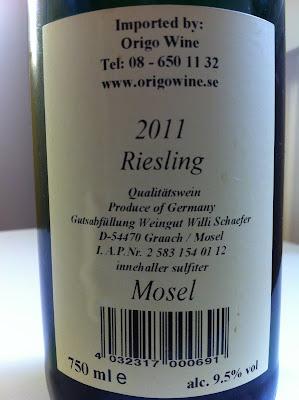 Imported by:
Origo Wine
Tel: 08 - 650 11 32
www.origowine.se
2011
Riesling
Qualitätswein
Produce of Germany
Gutsabfüllung Weingut Willi Schaefer
D-54470 Graach / Mosel
I. A.P.Nr. 2 583 154 01 12
innehaller sulfiter
Mosel
4 032317 000691
750 ml e
alc. 9.5% vol